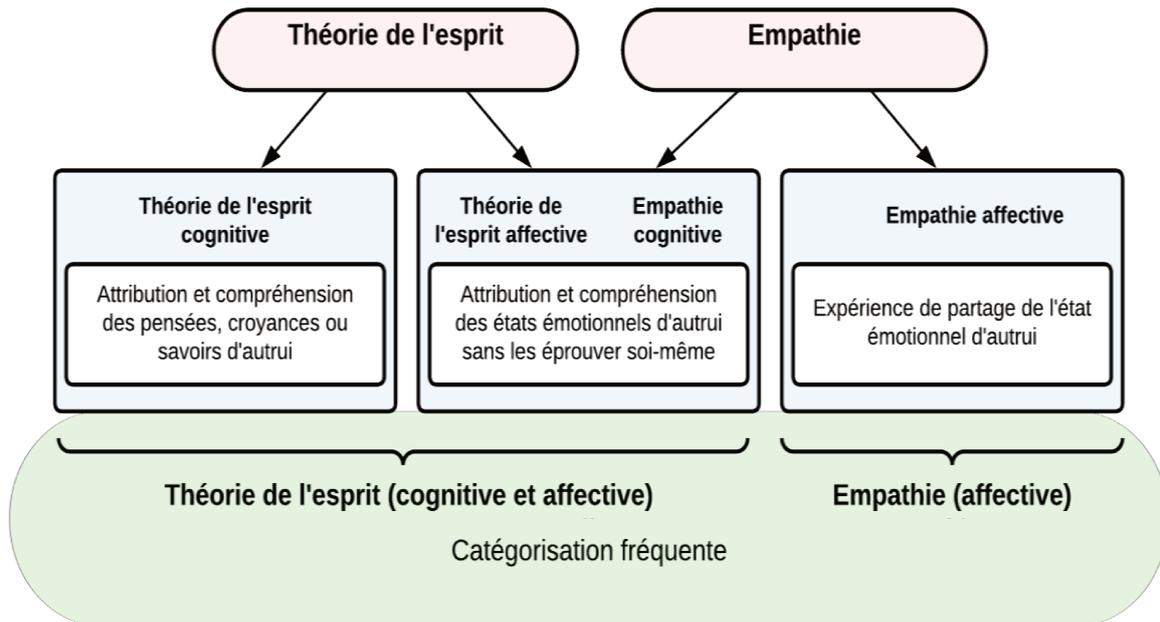 Théorie de l'esprit
Empathie
Théorie de l'esprit
cognitive
Attribution et compréhension
des pensées, croyances ou
savoirs d'autrui
Théorie de
l'esprit affective
Empathie
cognitive
Attribution et compréhension
des états émotionnels d'autrui
sans les éprouver soi-même
Empathie affective
Expérience de partage de l'état
émotionnel d'autrui
Théorie de l'esprit (cognitive et affective)
Empathie (affective)
Catégorisation fréquente